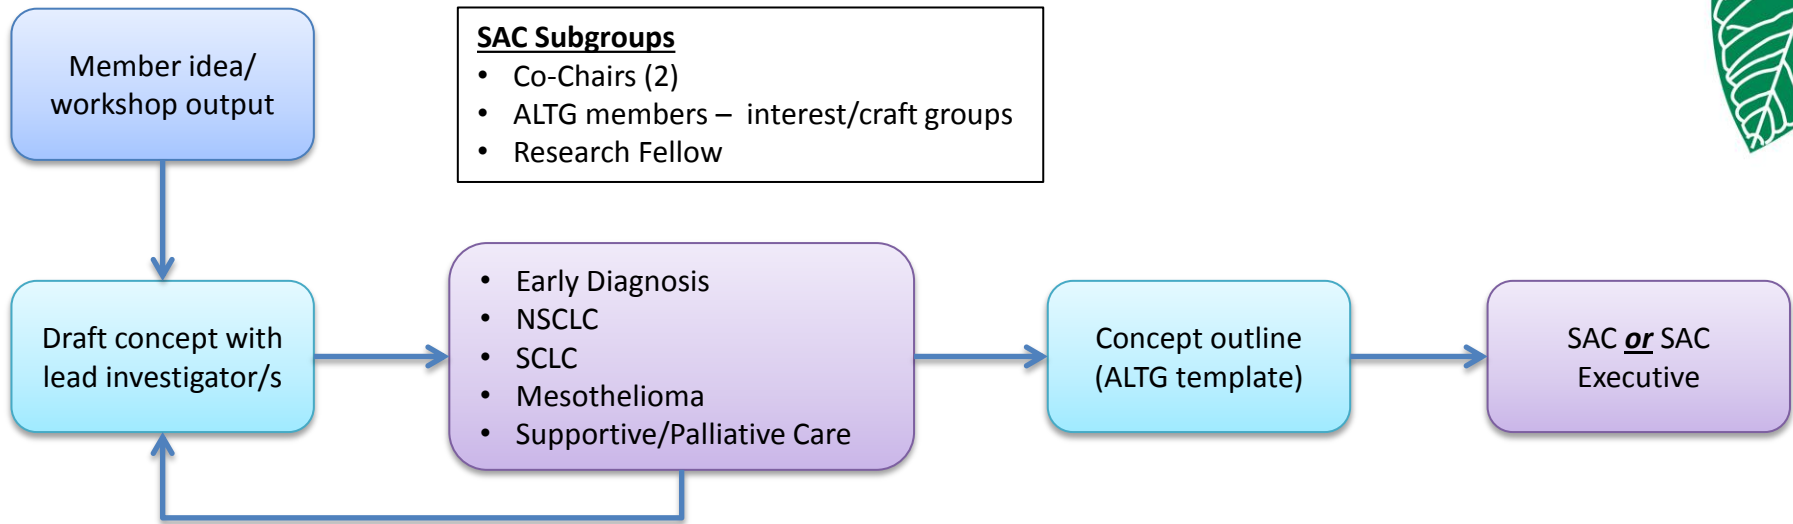 Member idea/
workshop output
SAC Subgroups
• Co-Chairs (2)
• ALTG members – interest/craft groups
• Research Fellow
Draft concept with
lead investigator/s
• Early Diagnosis
• NSCLC
• SCLC
• Mesothelioma
• Supportive/Palliative Care
Concept outline
(ALTG template)
SAC or SAC
Executive